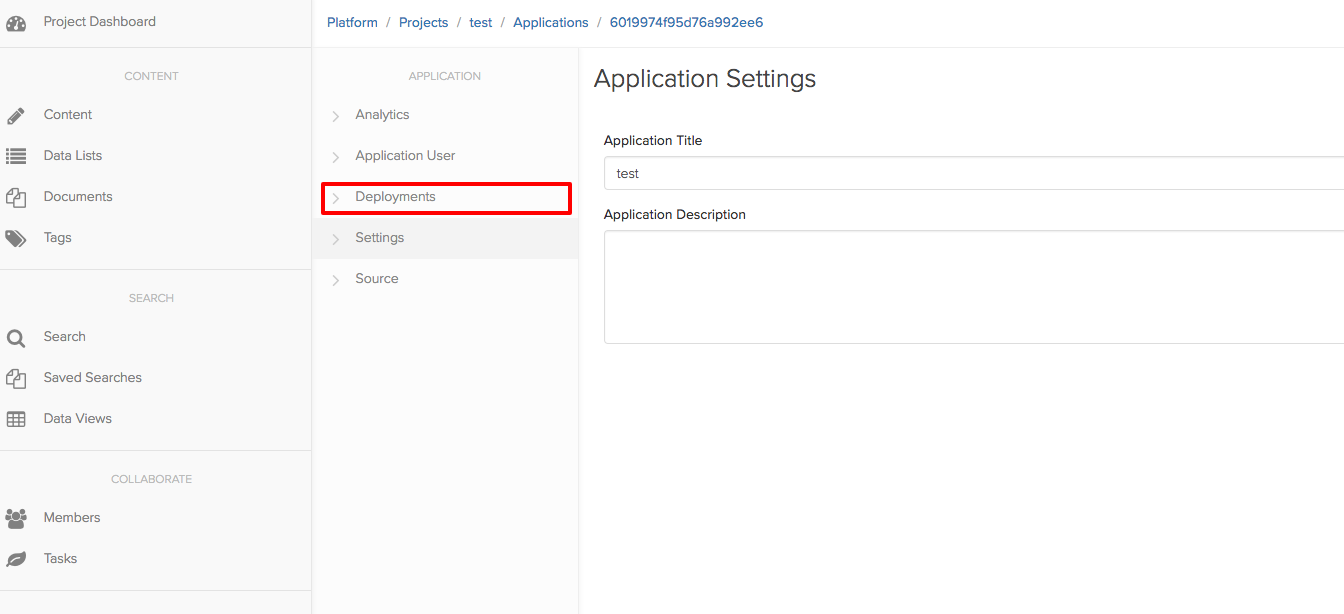 Project Dashboard
CONTENT
Content
Data Lists
Documents
Tags
SEARCH
Search
Saved Searches
Data Views
COLLABORATE
Members
Tasks
Platform / Projects / test / Applications / 6019974f95d76a992ee6
APPLICATION
Analytics
Application User
Deployments
Settings
Source
Application Settings
Application Title
test
Application Description